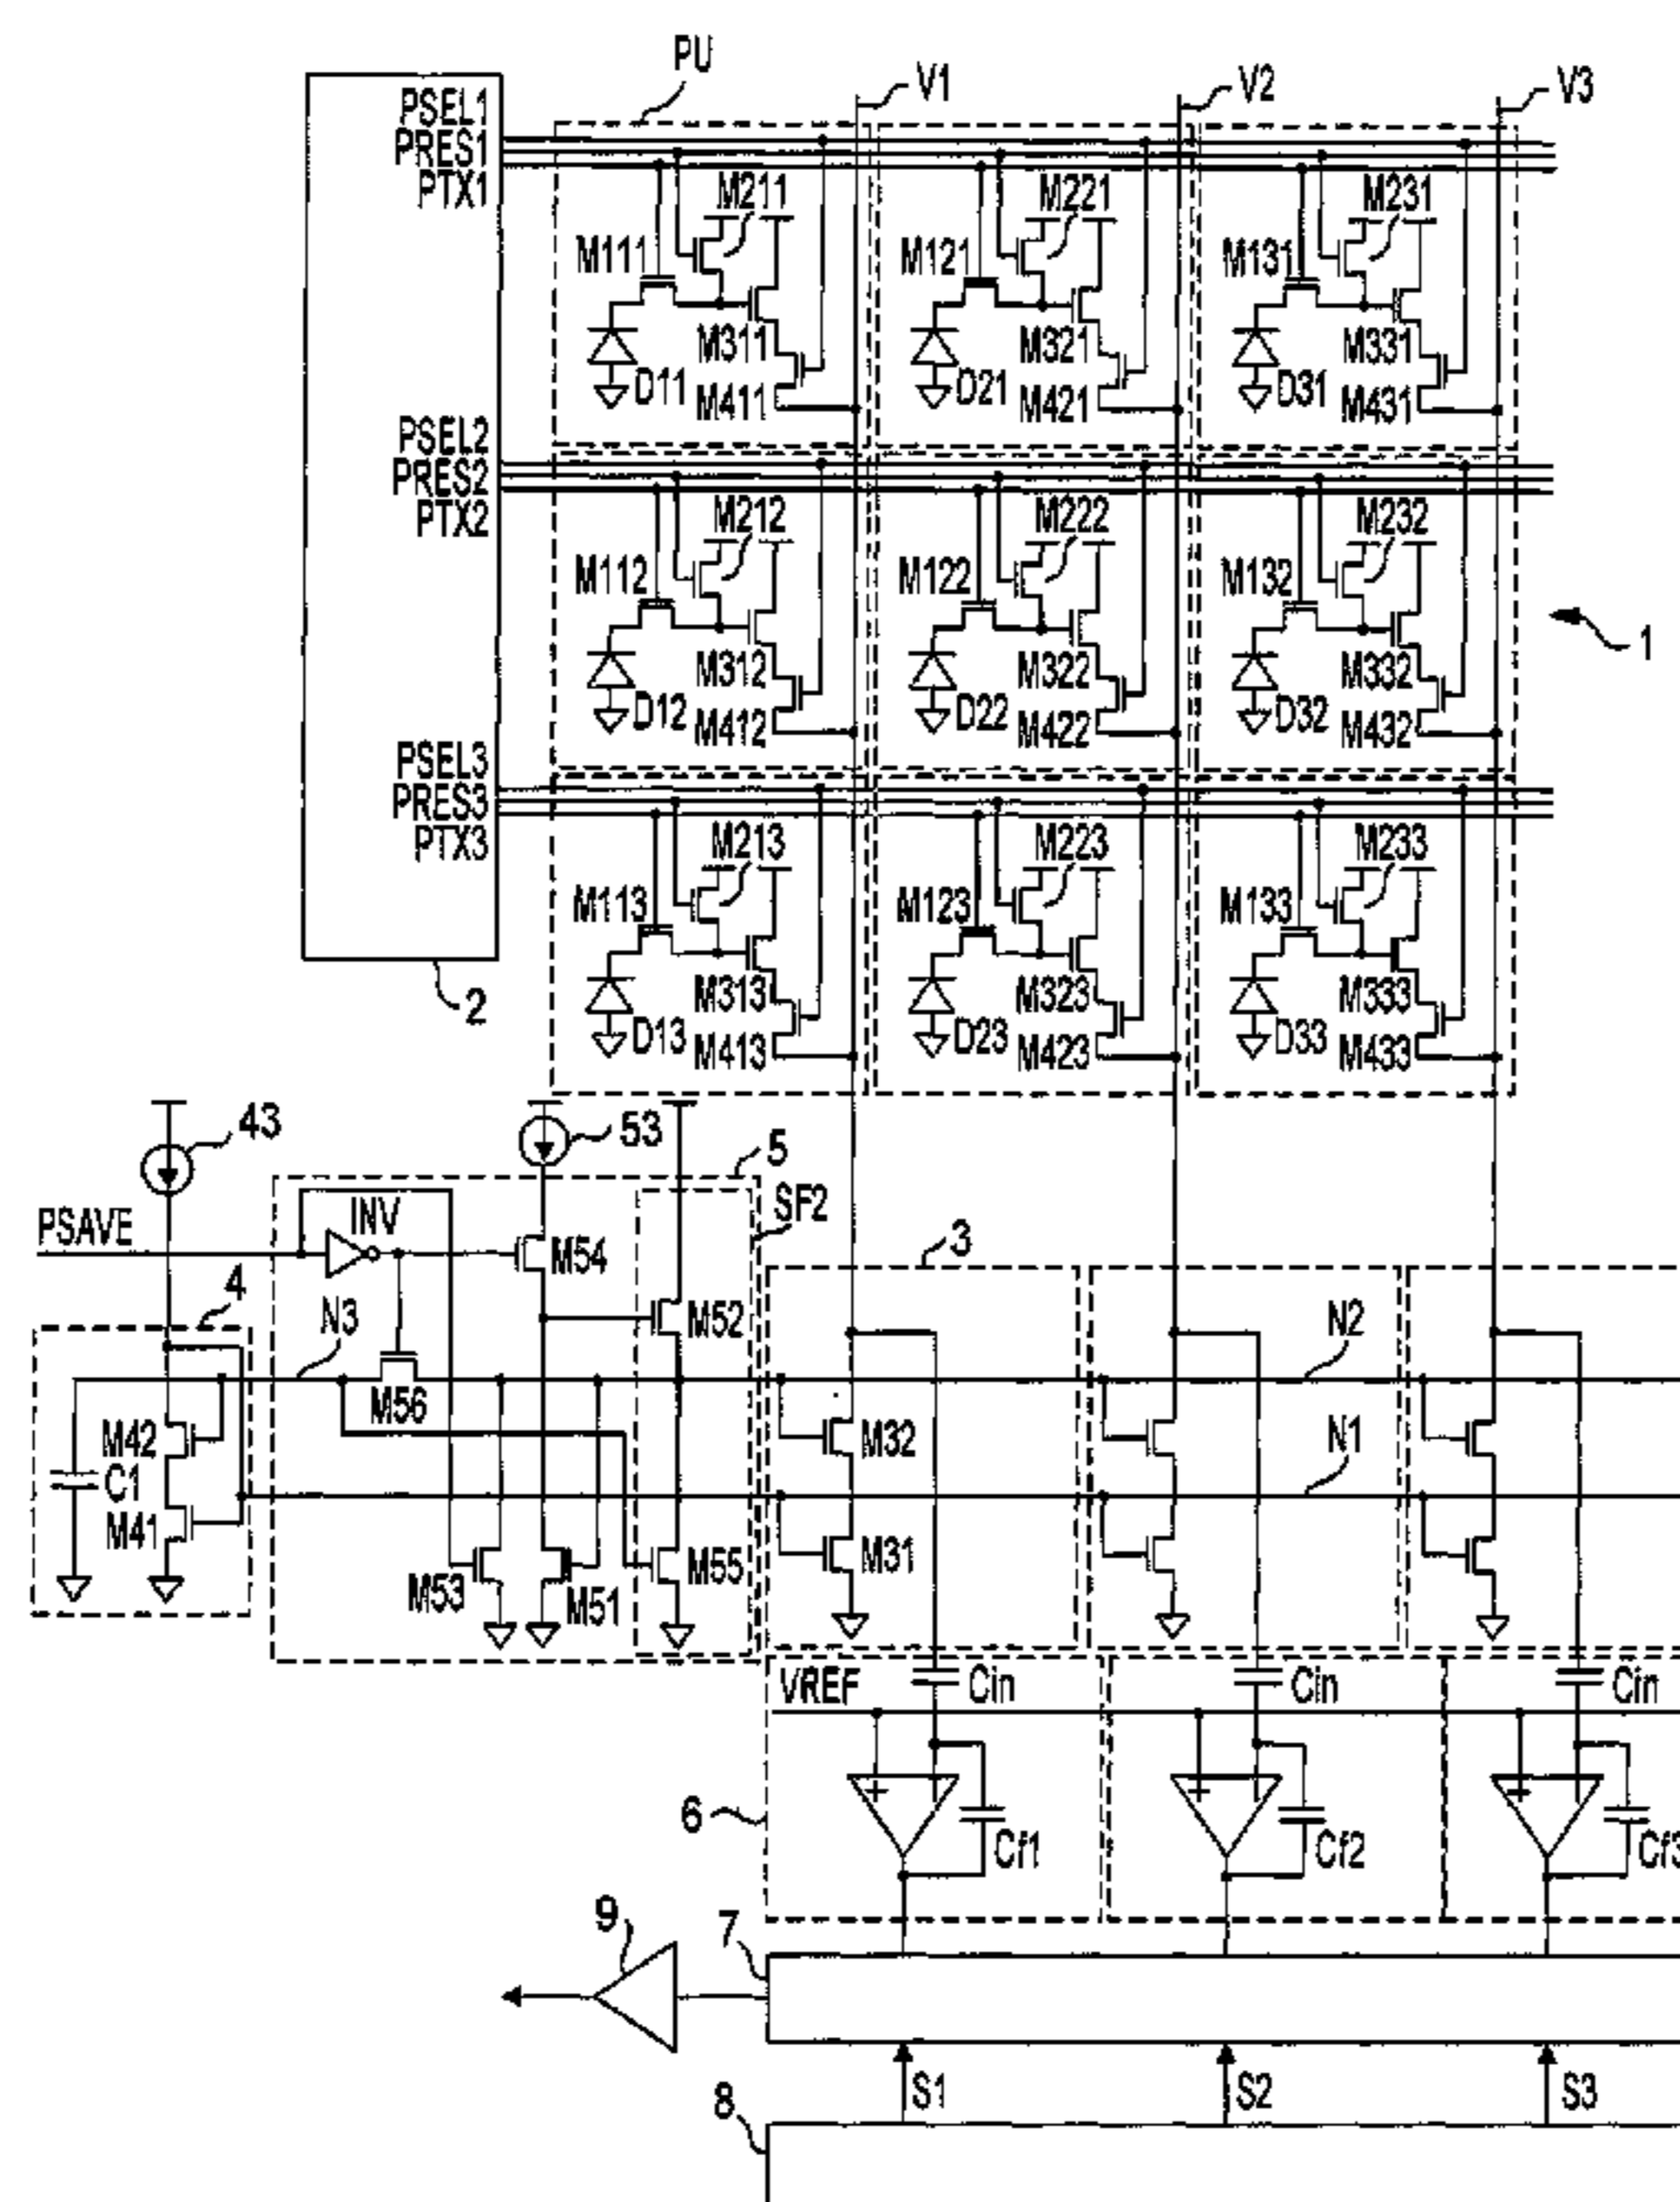 PU
V1
V2
V3
PSEL1
PRES1
PTX1
M211
M221
M231
M111
M121
M131
M311
M321
M331
D11
M411
D21
M421
D31
M431
PSEL2
PRES2
PTX2
M212
M222
M232
M112
M122
M132
1
M312
M322
M332
D12
M412
D22
M422
D32
M432
PSEL3
PRES3
PTX3
M213
M223
M233
M113
M123
M133
2
M313
M323
M333
D13
M413
D23
M423
D33
M433
43
53
5
PSAVE
INV
SF2
M54
3
4
N3
M52
N2
M56
M42
M32
N1
C1
M41
M53
M51
M55
M31
VREF
Cin
Cin
Cin
+
+
+
6
Cf1
Cf2
Cf3
9
7
S1
S2
S3
8